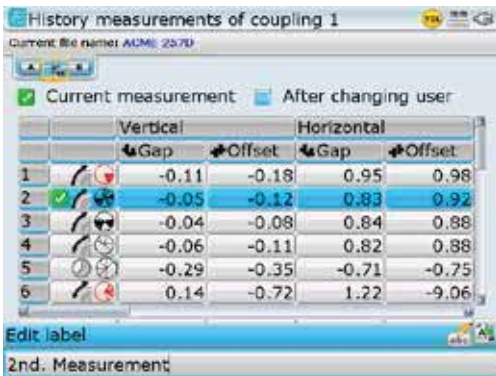 History measurements of coupling 1
Current file name: ACME 257D
Current measurement After changing user
Vertical Horizontal
Gap Offset Gap Offset
1 -0.11 -0.18 0.95 0.98
2 -0.05 -0.12 0.83 0.92
3 -0.04 -0.08 0.84 0.88
4 -0.06 -0.11 0.82 0.88
5 -0.29 -0.35 -0.71 -0.75
6 0.14 -0.72 1.22 -9.06
Edit label
2nd. Measurement